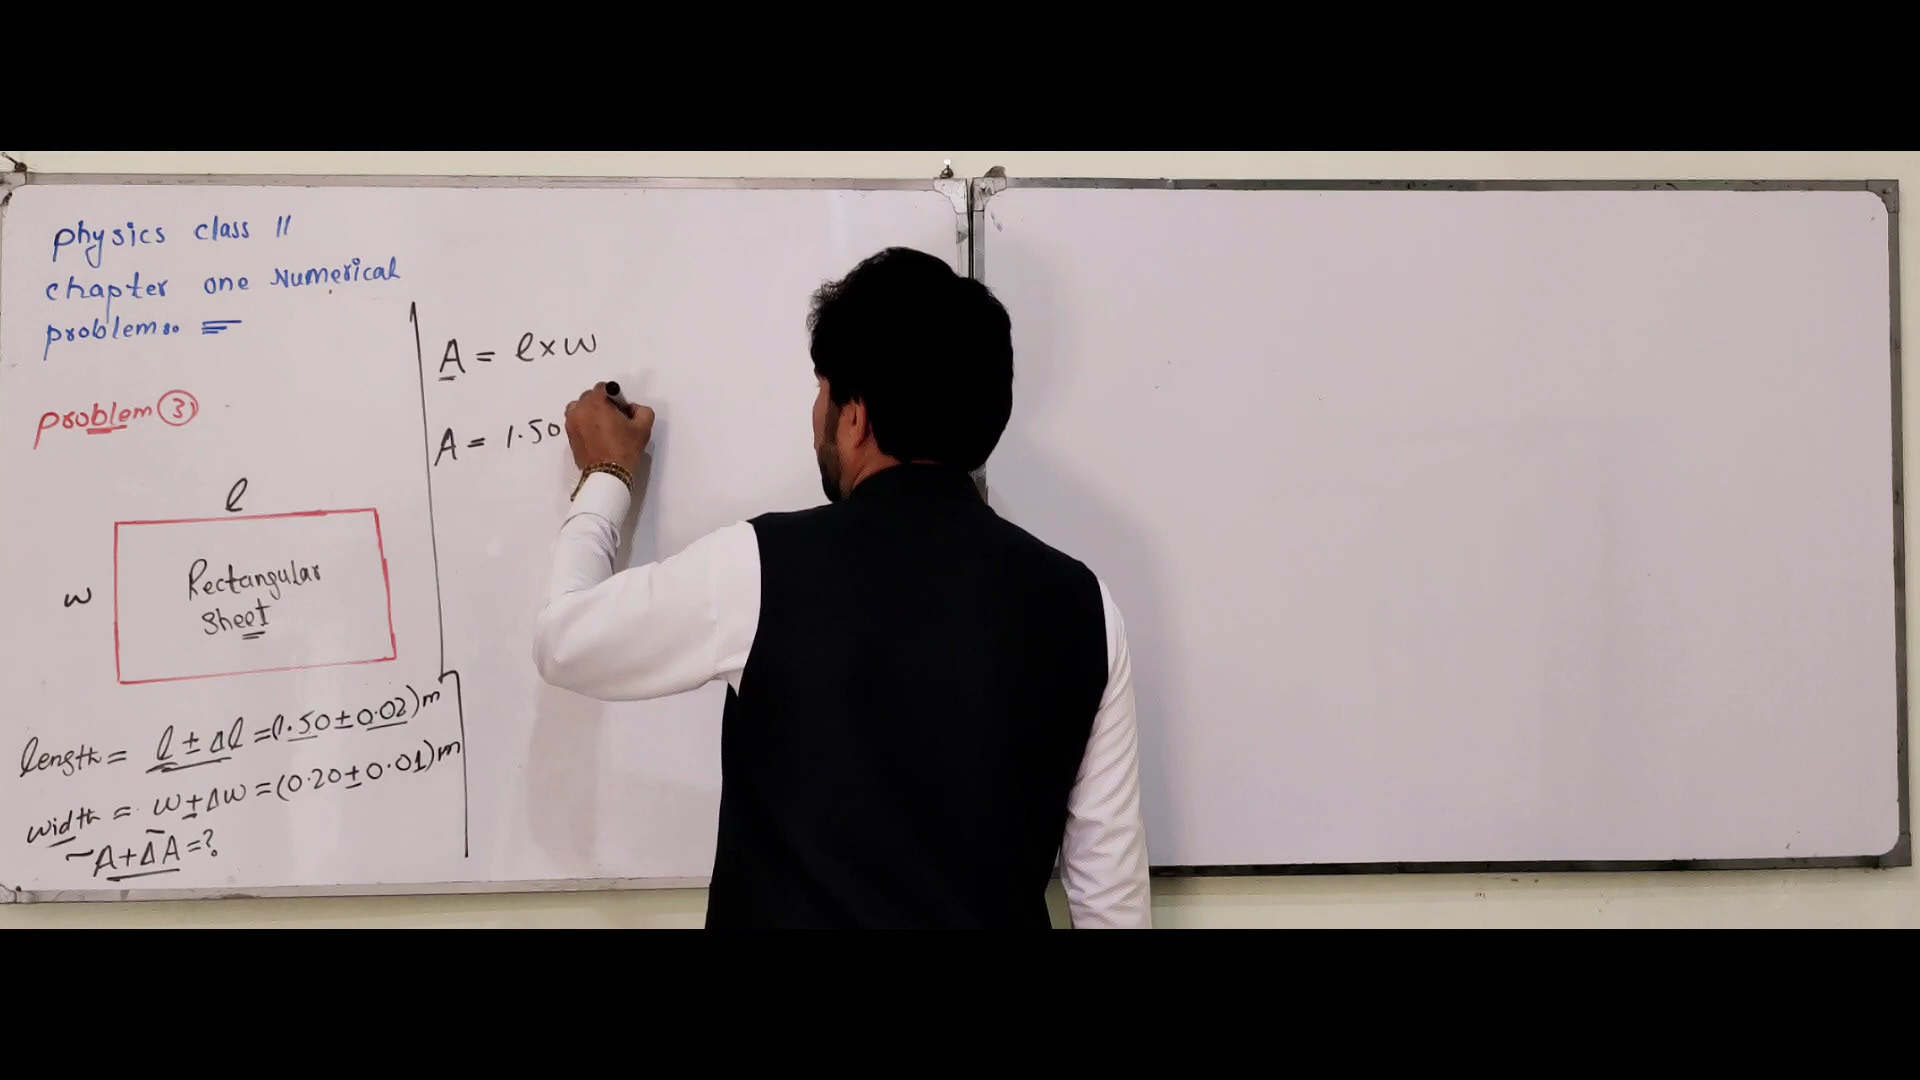 physics class 11
chapter one Numerical
problems
problem (3)
l
w
Rectangular
sheet
length = l ± Δl = (1.50 ± 0.02) m
width = w ± Δw = (0.20 ± 0.01) m
A + ΔA = ?
A = l × w
A = 1.50